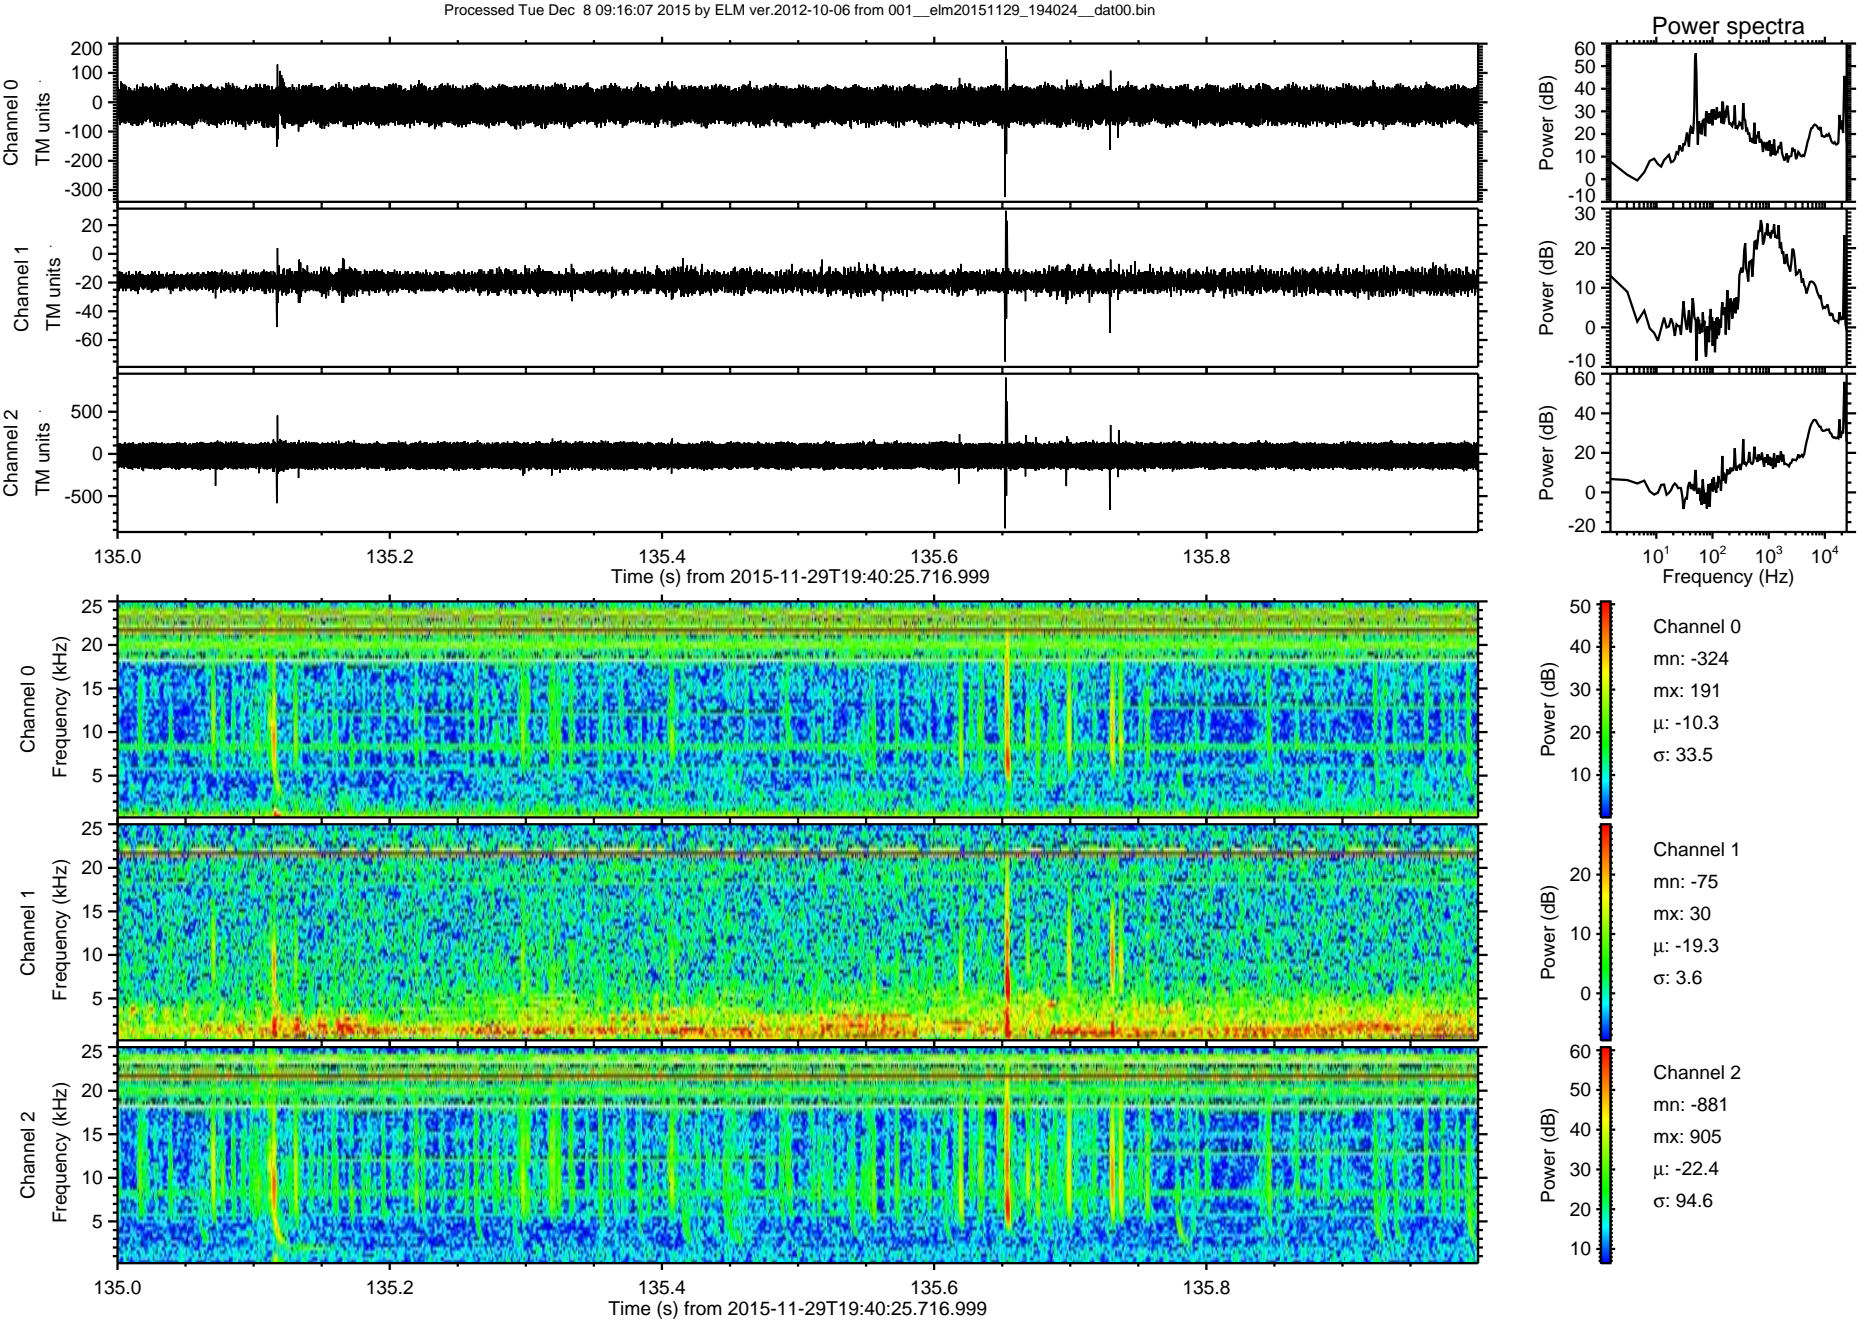 Processed Tue Dec  8 09:16:07 2015 by ELM ver.2012-10-06 from 001__elm20151129_194024__dat00.bin
Power spectra
Channel 0
TM units
200
100
0
-100
-200
-300
Power (dB)
60
50
40
30
20
10
0
-10
Channel 1
TM units
20
0
-20
-40
-60
Power (dB)
30
20
10
0
-10
Channel 2
TM units
500
0
-500
Power (dB)
60
40
20
0
-20
135.0 135.2 135.4 135.6 135.8
Time (s) from 2015-11-29T19:40:25.716.999
10¹ 10² 10³ 10⁴
Frequency (Hz)
Channel 0
Frequency (kHz)
25
20
15
10
5
Power (dB)
50
40
30
20
10
Channel 0
mn: -324
mx: 191
μ: -10.3
σ: 33.5
Channel 1
Frequency (kHz)
25
20
15
10
5
Power (dB)
20
10
0
Channel 1
mn: -75
mx: 30
μ: -19.3
σ: 3.6
Channel 2
Frequency (kHz)
25
20
15
10
5
Power (dB)
60
50
40
30
20
10
Channel 2
mn: -881
mx: 905
μ: -22.4
σ: 94.6
135.0 135.2 135.4 135.6 135.8
Time (s) from 2015-11-29T19:40:25.716.999